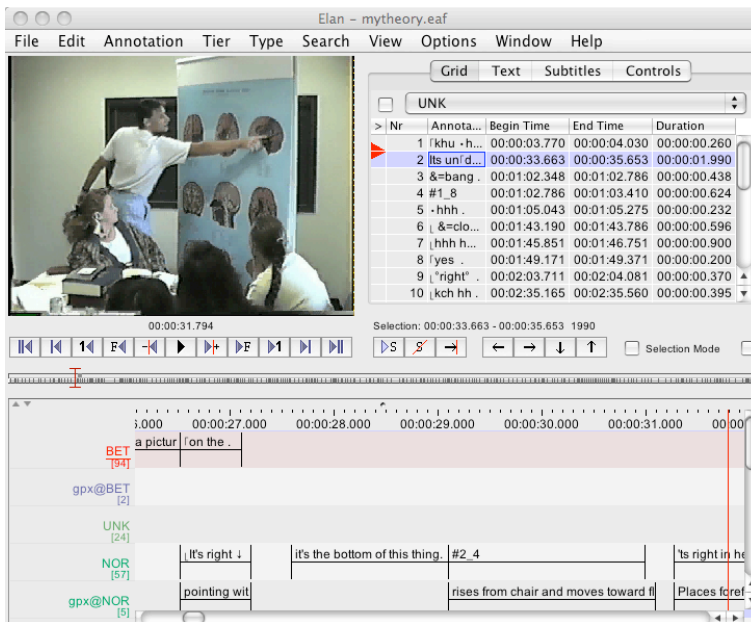 Elan – mytheory.eaf
File Edit Annotation Tier Type Search View Options Window Help
Grid Text Subtitles Controls
UNK
> Nr Annota... Begin Time End Time Duration
1 ⌈khu ・h... 00:00:03.770 00:00:04.030 00:00:00.260
2 Its un⌈d... 00:00:33.663 00:00:35.653 00:00:01.990
3 &=bang . 00:01:02.348 00:01:02.786 00:00:00.438
4 #1_8 00:01:02.786 00:01:03.410 00:00:00.624
5 ・hhh . 00:01:05.043 00:01:05.275 00:00:00.232
6 ⌊ &=clo... 00:01:43.190 00:01:43.786 00:00:00.596
7 ⌊hhh h... 00:01:45.851 00:01:46.751 00:00:00.900
8 ⌈yes . 00:01:49.171 00:01:49.371 00:00:00.200
9 ⌊°right° . 00:02:03.711 00:02:04.081 00:00:00.370
10 ⌊kch hh . 00:02:35.165 00:02:35.560 00:00:00.395
00:00:31.794
Selection: 00:00:33.663 - 00:00:35.653 1990
1 F + F 1 S S Selection Mode
5.000 00:00:27.000 00:00:28.000 00:00:29.000 00:00:30.000 00:00:31.000 00:00
BET a pictur ⌈on the .
[94]
gpx@BET
[2]
UNK
[24]
NOR ⌊It's right ↓ it's the bottom of this thing. #2_4 'ts right in he
[57]
gpx@NOR pointing wit rises from chair and moves toward fl Places foref
[5]